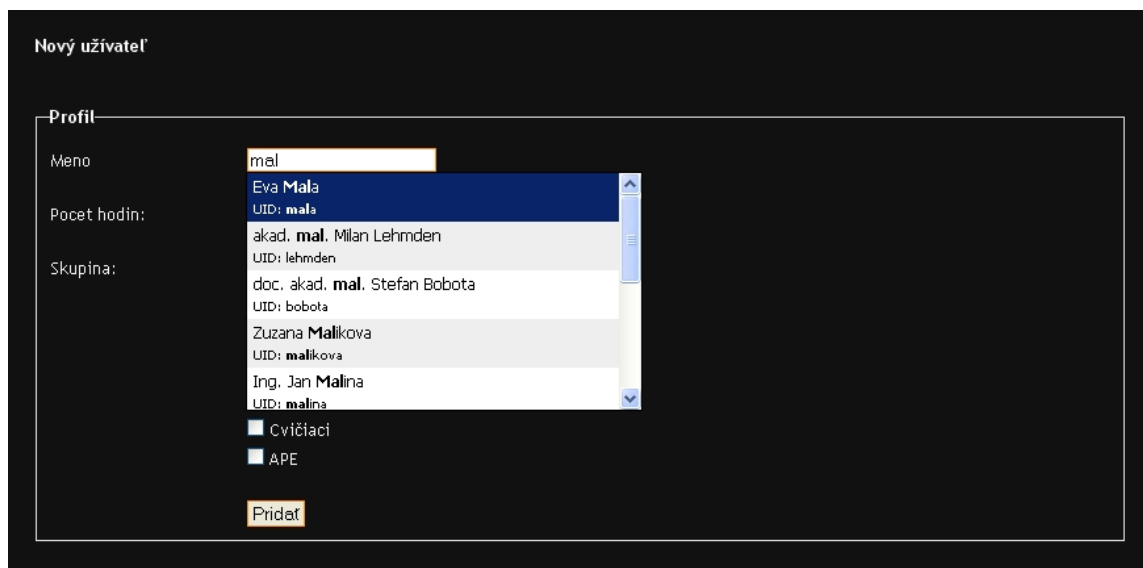 Nový užívateľ
Profil
Meno
mal
Eva Mala
UID: mala
akad. mal. Milan Lehmden
UID: lehmden
Pocet hodin:
doc. akad. mal. Stefan Bobota
UID: bobota
Skupina:
Zuzana Malikova
UID: malikova
Ing. Jan Malina
UID: malina
Cvičiaci
APE
Pridať